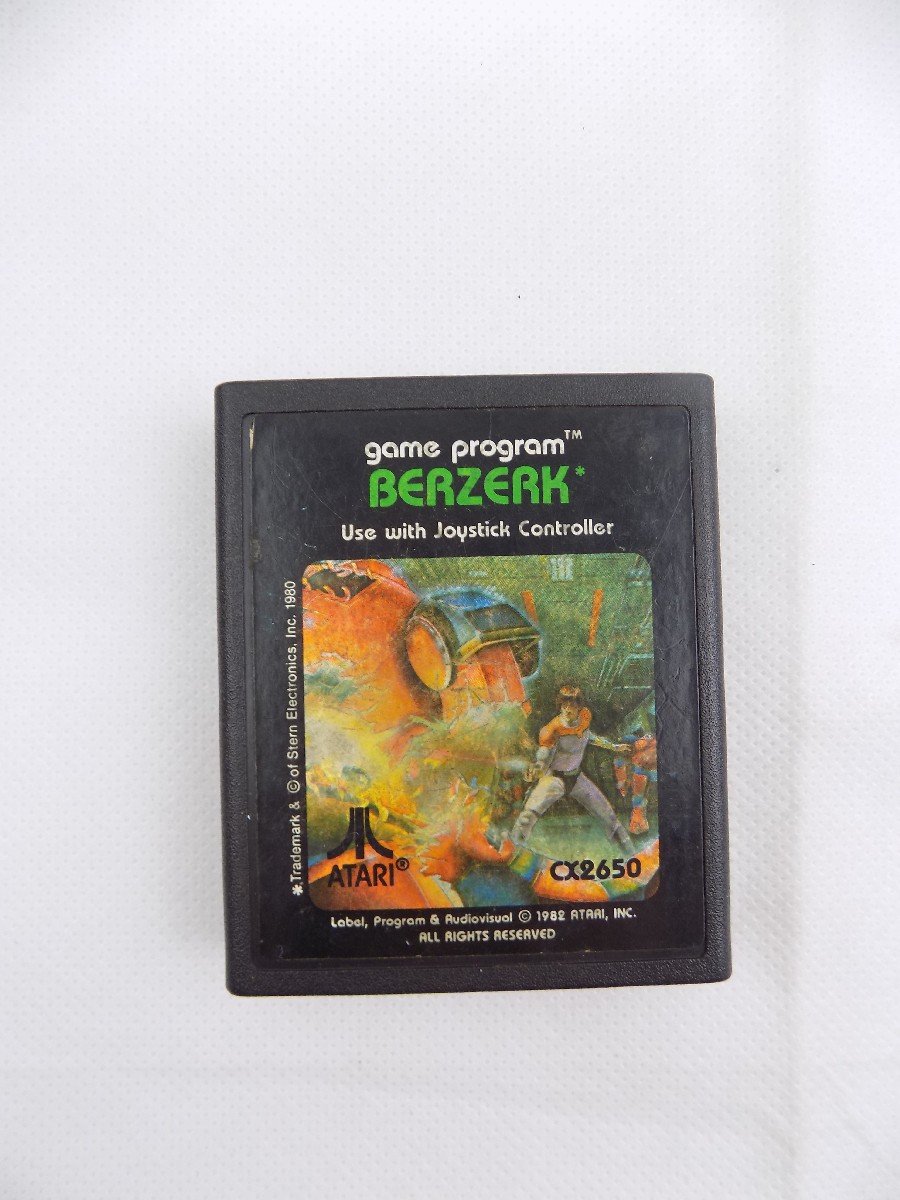 game program™
BERZERK*
Use with Joystick Controller
*Trademark & © of Stern Electronics, Inc. 1980
ATARI®
CX2650
Label, Program & Audiovisual © 1982 ATARI, INC.
ALL RIGHTS RESERVED